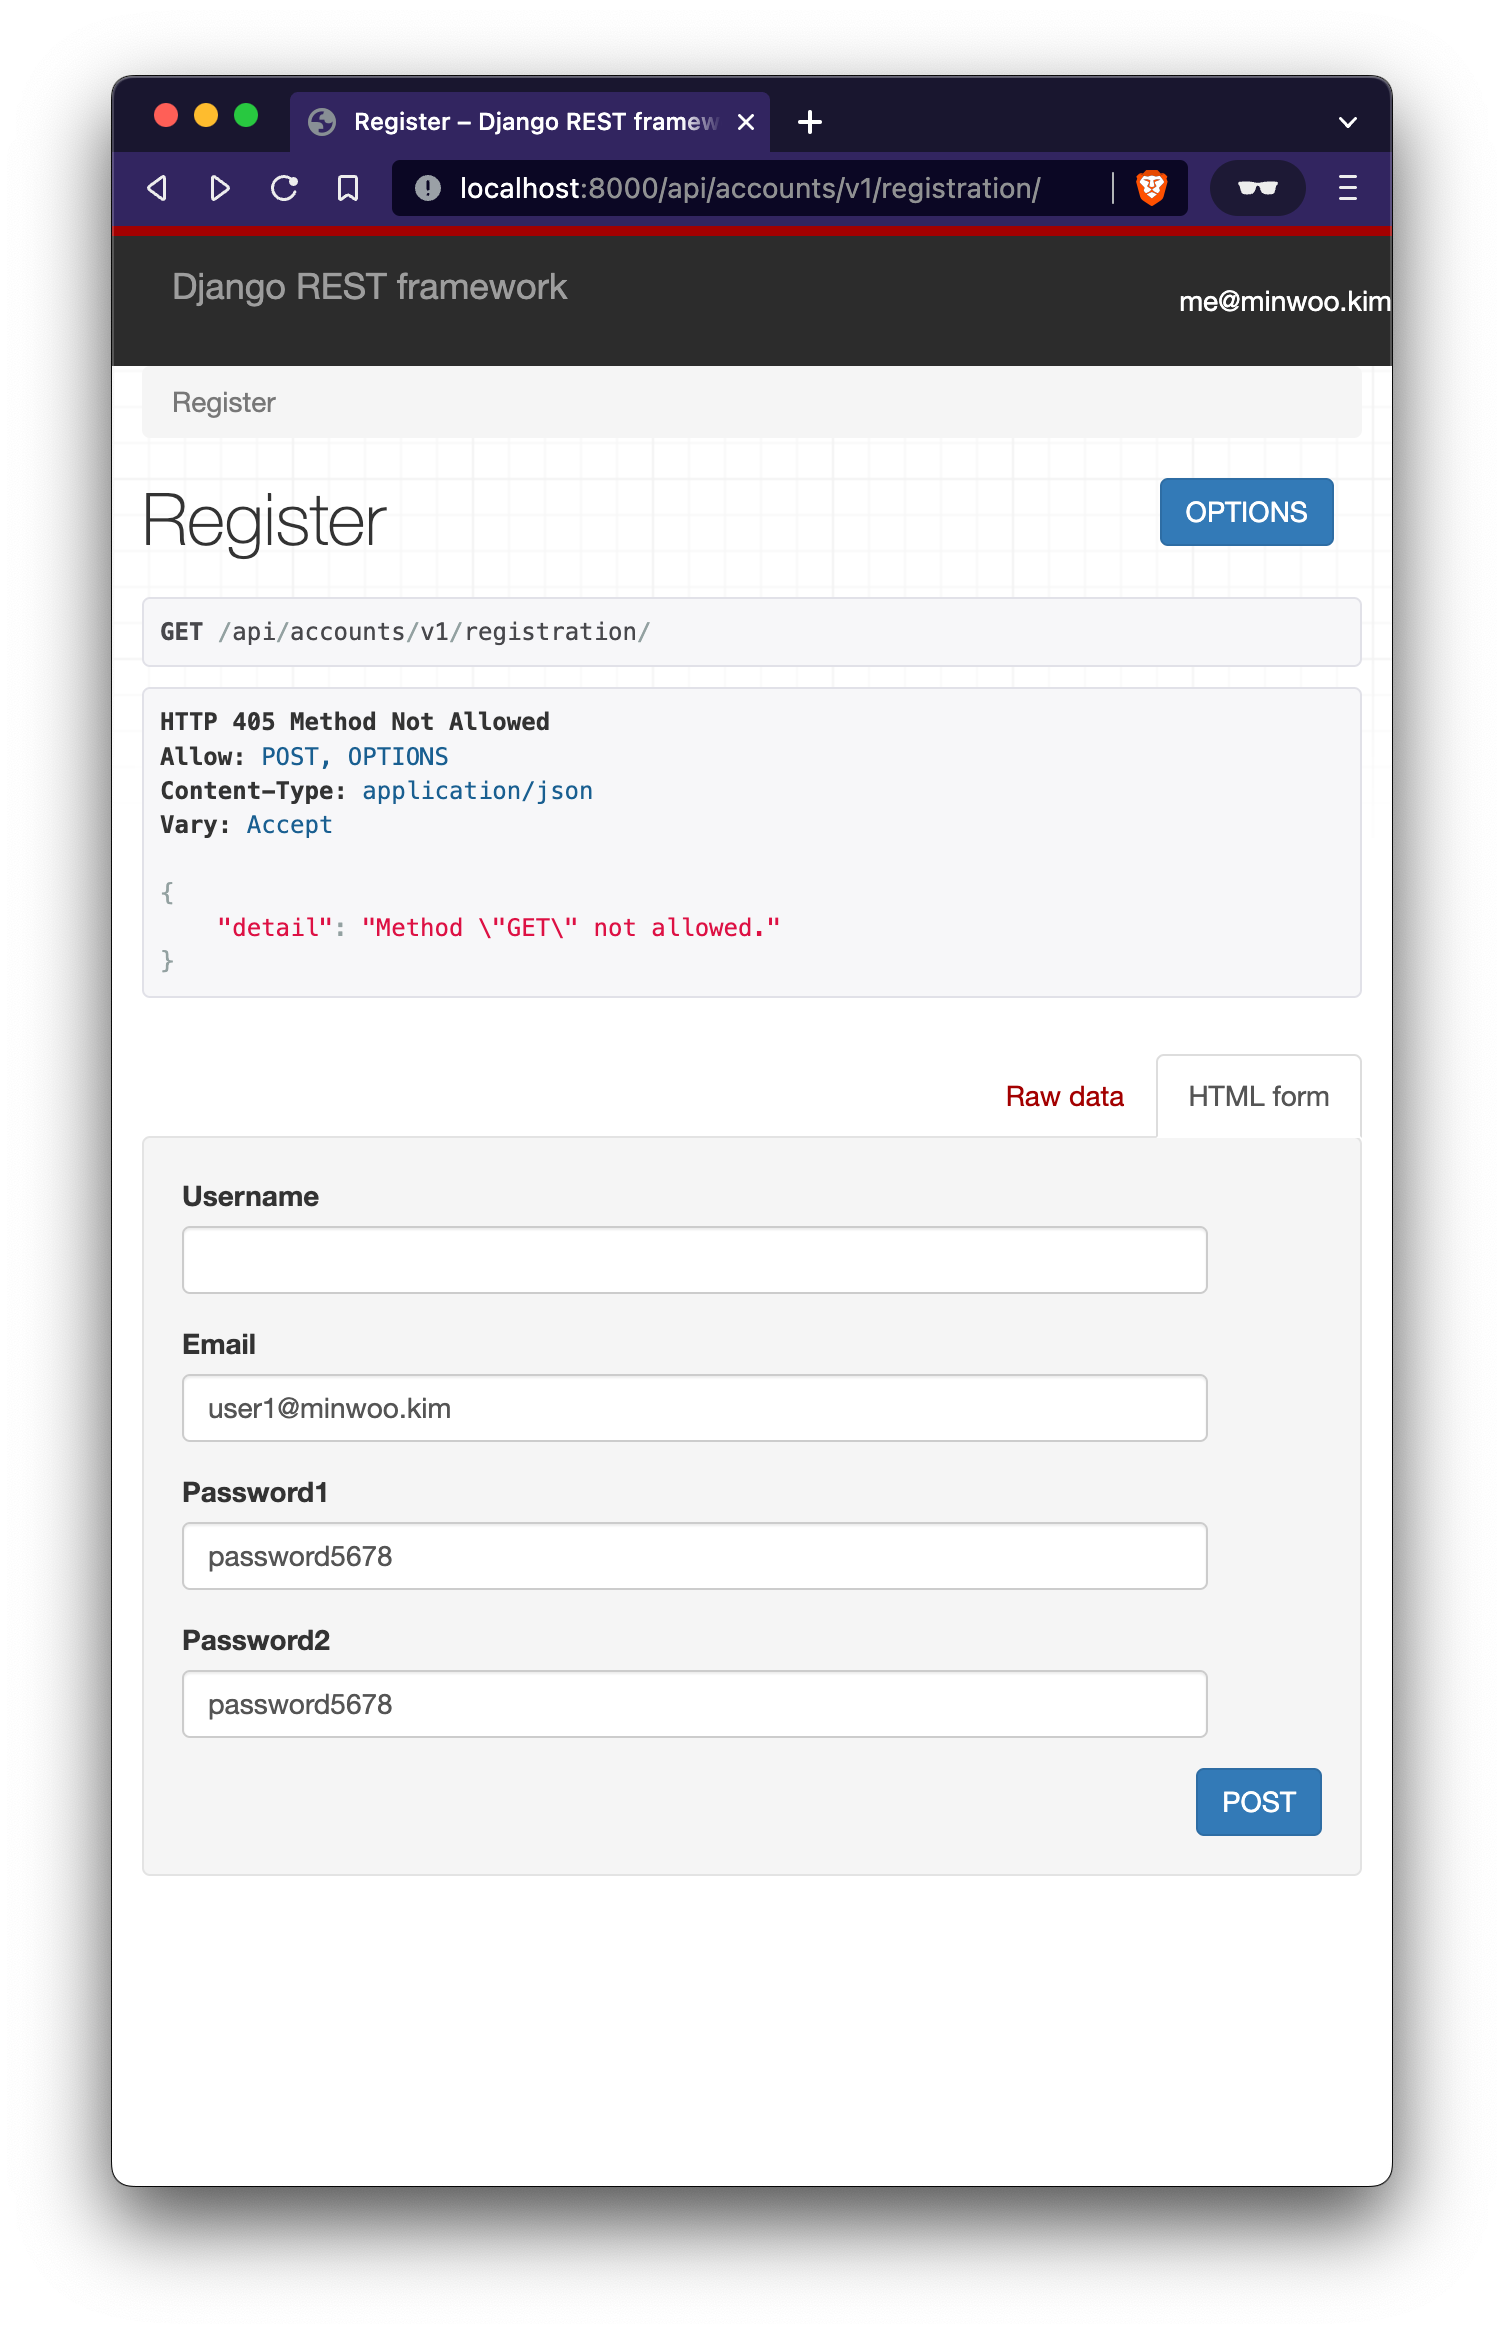 Register – Django REST framew
localhost:8000/api/accounts/v1/registration/
Django REST framework
me@minwoo.kim
Register
Register
OPTIONS
GET /api/accounts/v1/registration/
HTTP 405 Method Not Allowed
Allow: POST, OPTIONS
Content-Type: application/json
Vary: Accept
{
    "detail": "Method \"GET\" not allowed."
}
Raw data
HTML form
Username
Email
user1@minwoo.kim
Password1
password5678
Password2
password5678
POST